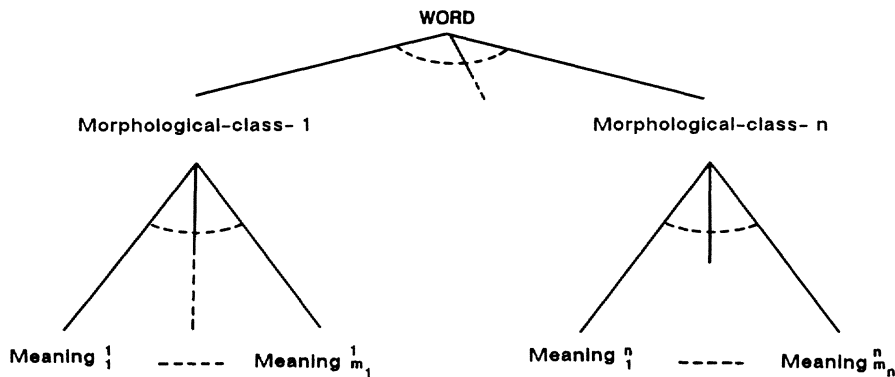 WORD
Morphological-class- 1 Morphological-class- n
Meaning 1 1 Meaning 1 m1 Meaning n 1 Meaning n mn